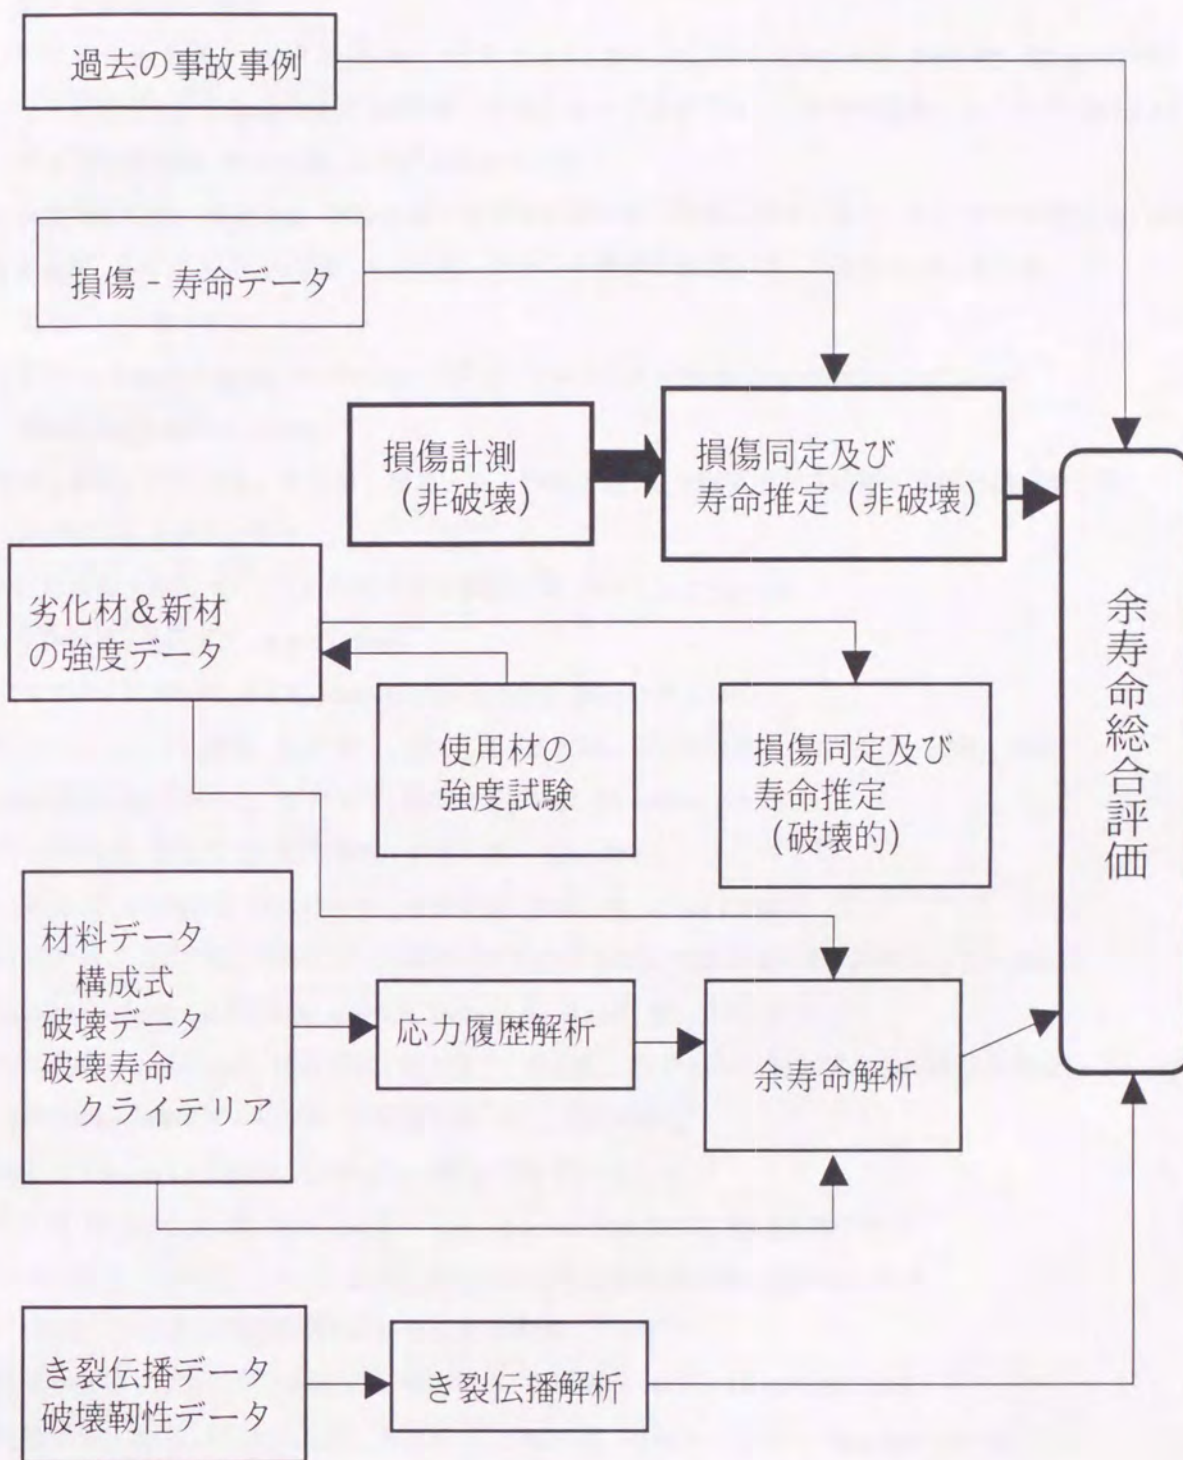 過去の事故事例
損傷 - 寿命データ
損傷計測
（非破壊）
損傷同定及び
寿命推定（非破壊）
劣化材＆新材
の強度データ
使用材の
強度試験
損傷同定及び
寿命推定
（破壊的）
余寿命総合評価
材料データ
構成式
破壊データ
破壊寿命
クライテリア
応力履歴解析
余寿命解析
き裂伝播データ
破壊靭性データ
き裂伝播解析